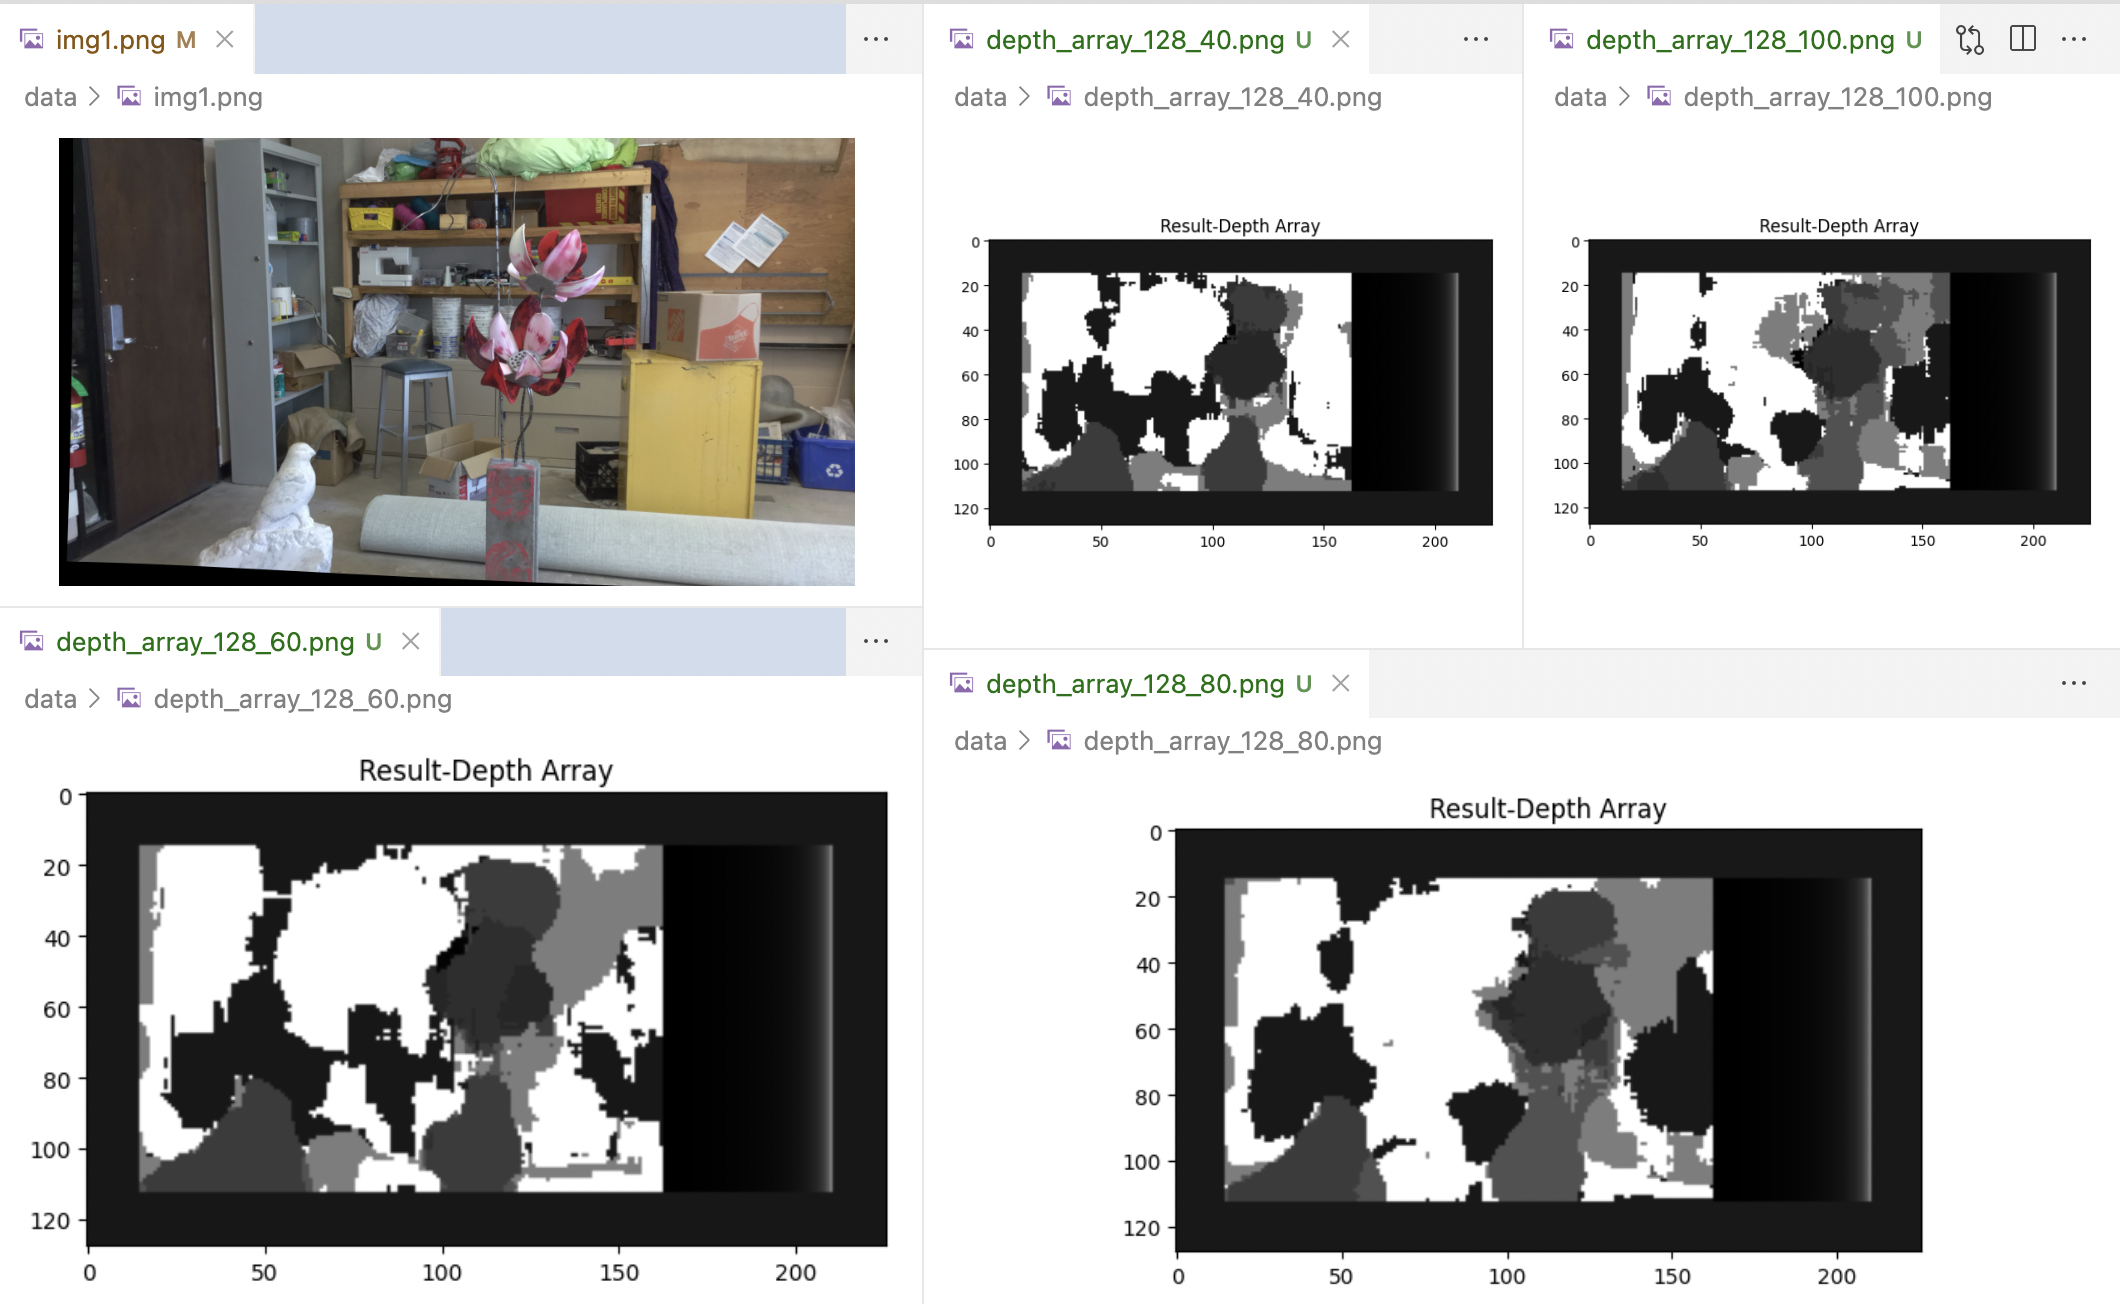 img1.png M
data > img1.png
depth_array_128_40.png U
data > depth_array_128_40.png
Result-Depth Array
0
20
40
60
80
100
120
0 50 100 150 200
depth_array_128_100.png U
data > depth_array_128_100.png
Result-Depth Array
0
20
40
60
80
100
120
0 50 100 150 200
depth_array_128_60.png U
data > depth_array_128_60.png
Result-Depth Array
0
20
40
60
80
100
120
0 50 100 150 200
depth_array_128_80.png U
data > depth_array_128_80.png
Result-Depth Array
0
20
40
60
80
100
120
0 50 100 150 200